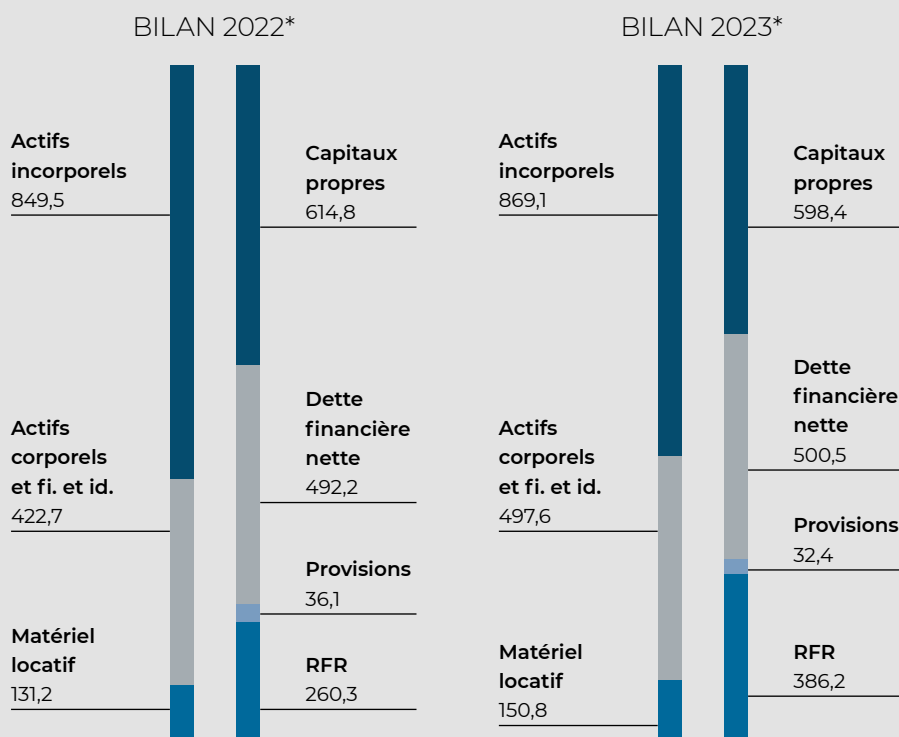 BILAN 2022*
Actifs
incorporels
849,5
Capitaux
propres
614,8
Actifs
corporels
et fi. et id.
422,7
Dette
financière
nette
492,2
Provisions
36,1
Matériel
locatif
131,2
RFR
260,3
BILAN 2023*
Actifs
incorporels
869,1
Capitaux
propres
598,4
Actifs
corporels
et fi. et id.
497,6
Dette
financière
nette
500,5
Provisions
32,4
Matériel
locatif
150,8
RFR
386,2